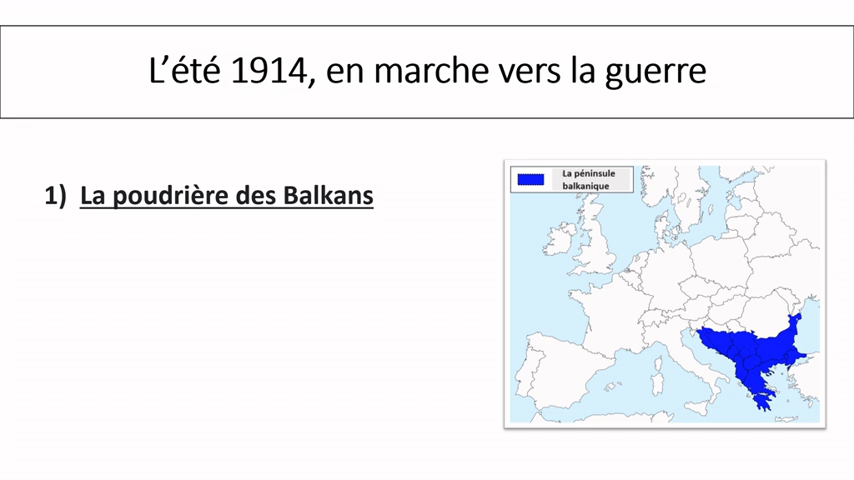 L’été 1914, en marche vers la guerre
1) La poudrière des Balkans
La péninsule
balkanique